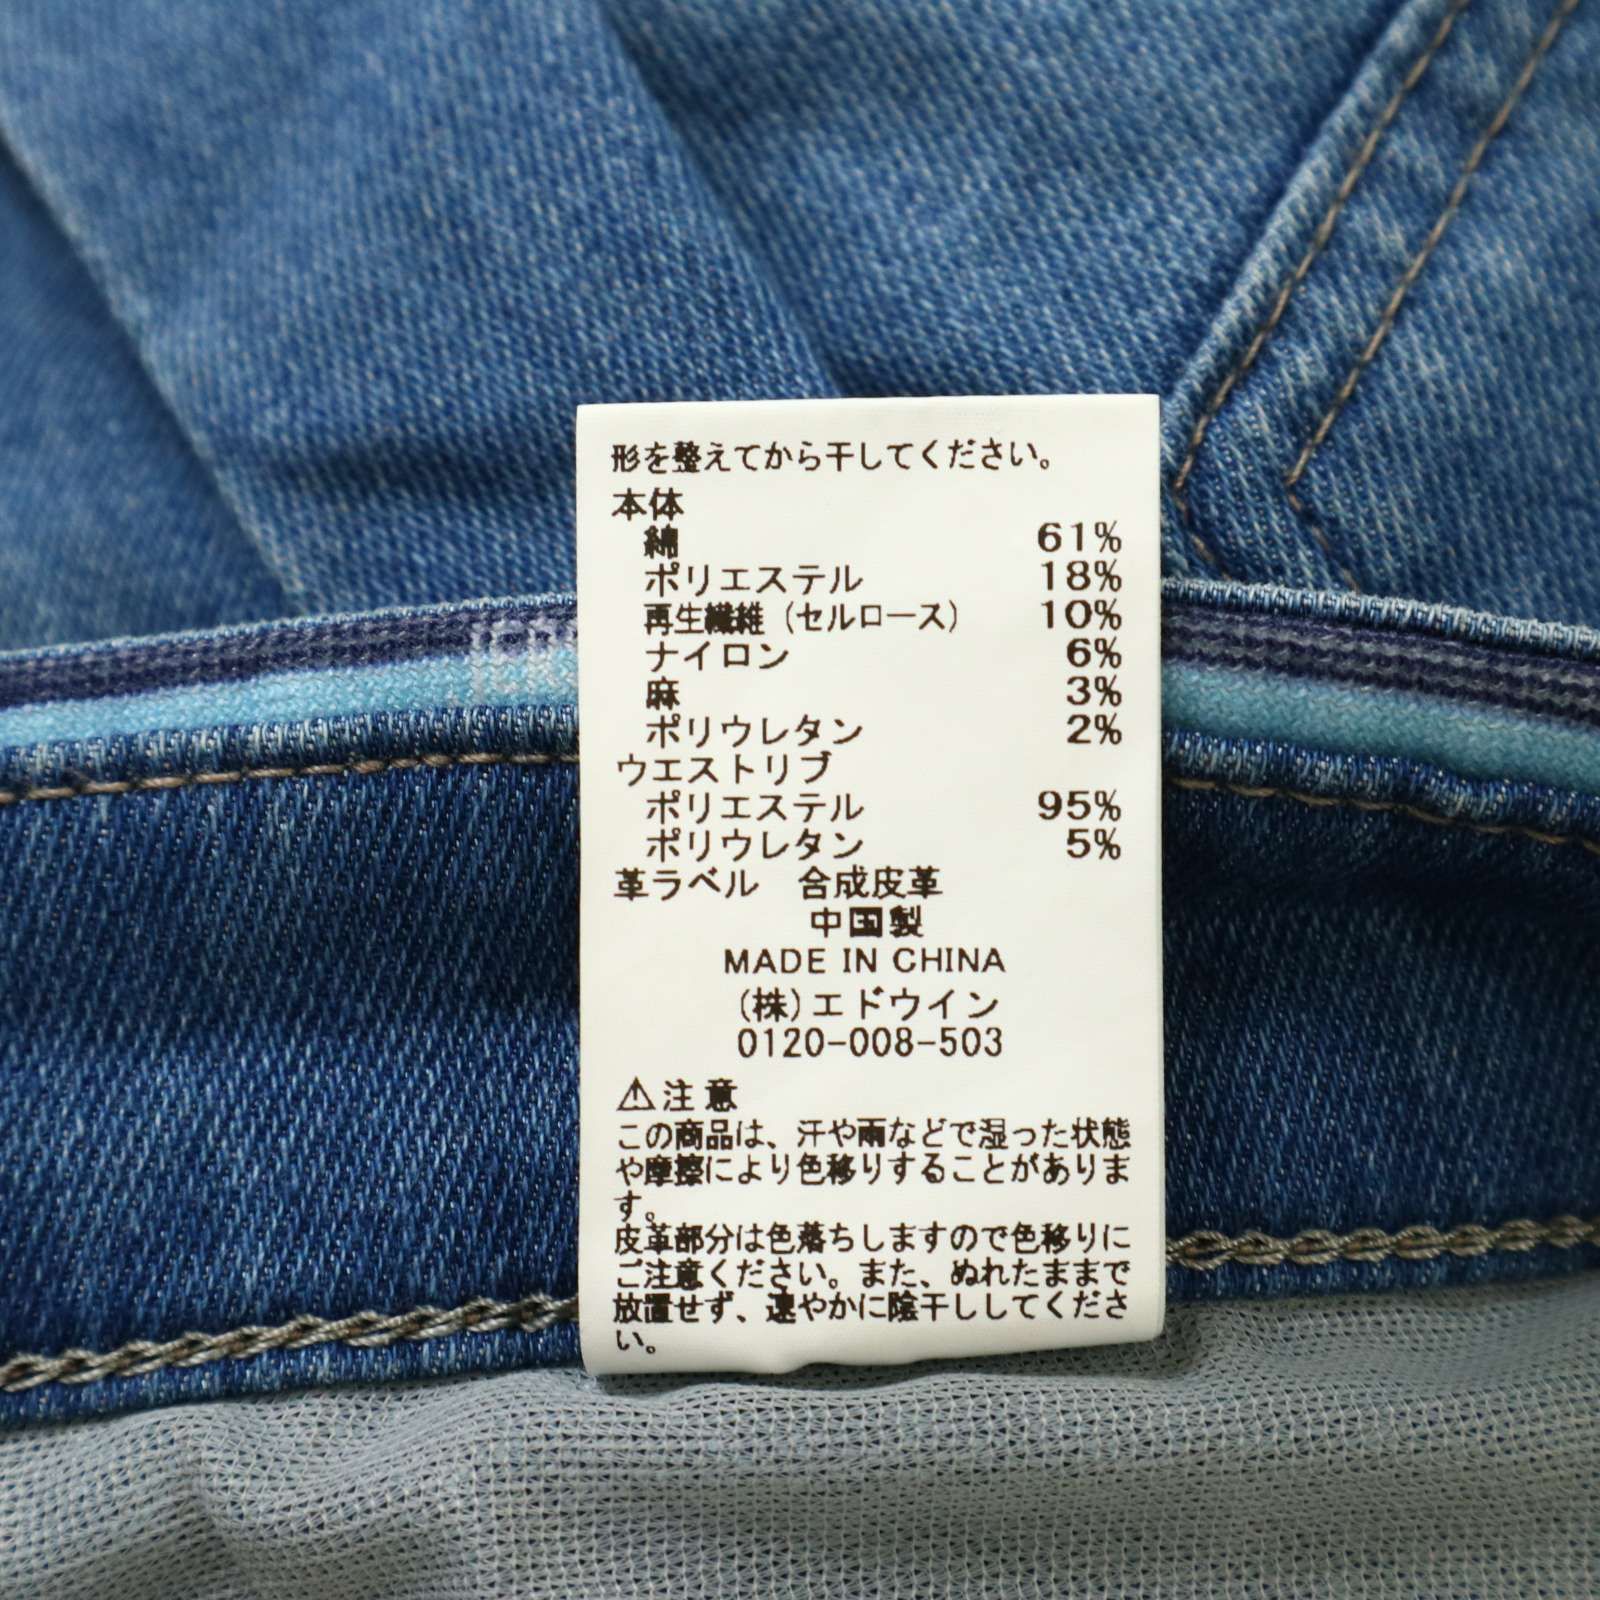 形を整えてから干してください。
本体
綿 61%
ポリエステル 18%
再生繊維（セルロース） 10%
ナイロン 6%
麻 3%
ポリウレタン 2%
ウエストリブ
ポリエステル 95%
ポリウレタン 5%
革ラベル 合成皮革
中国製
MADE IN CHINA
(株)エドウイン
0120-008-503
⚠注意
この商品は、汗や雨などで湿った状態
や摩擦により色移りすることがありま
す。
皮革部分は色落ちしますので色移りに
ご注意ください。また、ぬれたままで
放置せず、速やかに陰干ししてくださ
い。